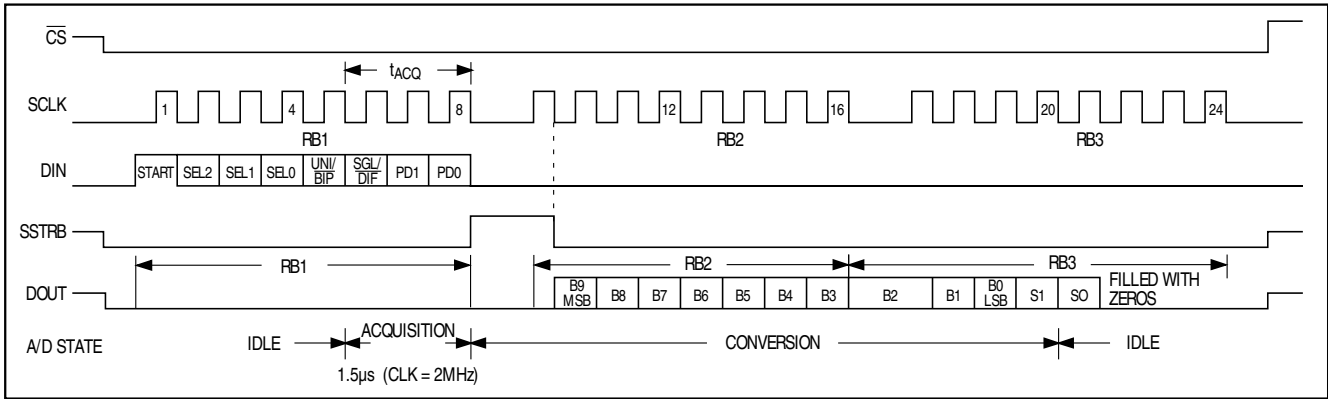 CS
tACQ
SCLK 1 4 8 12 16 20 24
RB1 RB2 RB3
DIN START SEL2 SEL1 SEL0 UNI/BIP SGL/DIF PD1 PD0
SSTRB
RB1 RB2 RB3
DOUT B9 MSB B8 B7 B6 B5 B4 B3 B2 B1 B0 LSB S1 SO FILLED WITH ZEROS
A/D STATE IDLE ACQUISITION CONVERSION IDLE
1.5µs (CLK = 2MHz)